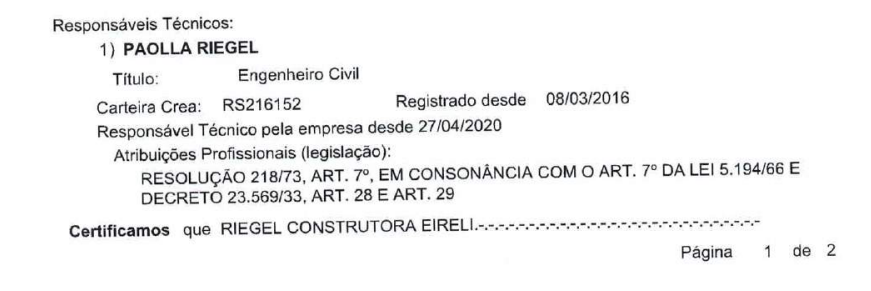 Responsáveis Técnicos:
1) PAOLLA RIEGEL
Título: Engenheiro Civil
Carteira Crea: RS216152 Registrado desde 08/03/2016
Responsável Técnico pela empresa desde 27/04/2020
Atribuições Profissionais (legislação):
RESOLUÇÃO 218/73, ART. 7º, EM CONSONÂNCIA COM O ART. 7º DA LEI 5.194/66 E
DECRETO 23.569/33, ART. 28 E ART. 29
Certificamos que RIEGEL CONSTRUTORA EIRELI.-.-.-.-.-.-.-.-.-.-.-.-.-.-.-.-.-.-.-.-.-.-.-.-.-.-.-.-.-.-.-
Página 1 de 2